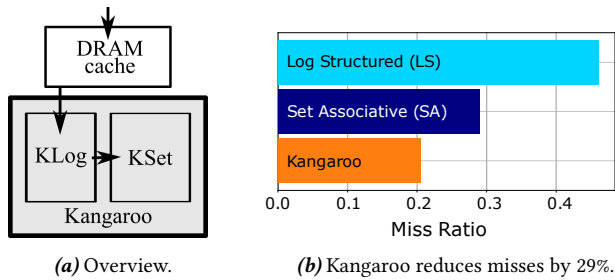 DRAM
cache
KLog
KSet
Kangaroo
(a) Overview.
Log Structured (LS)
Set Associative (SA)
Kangaroo
0.0 0.1 0.2 0.3 0.4
Miss Ratio
(b) Kangaroo reduces misses by 29%.